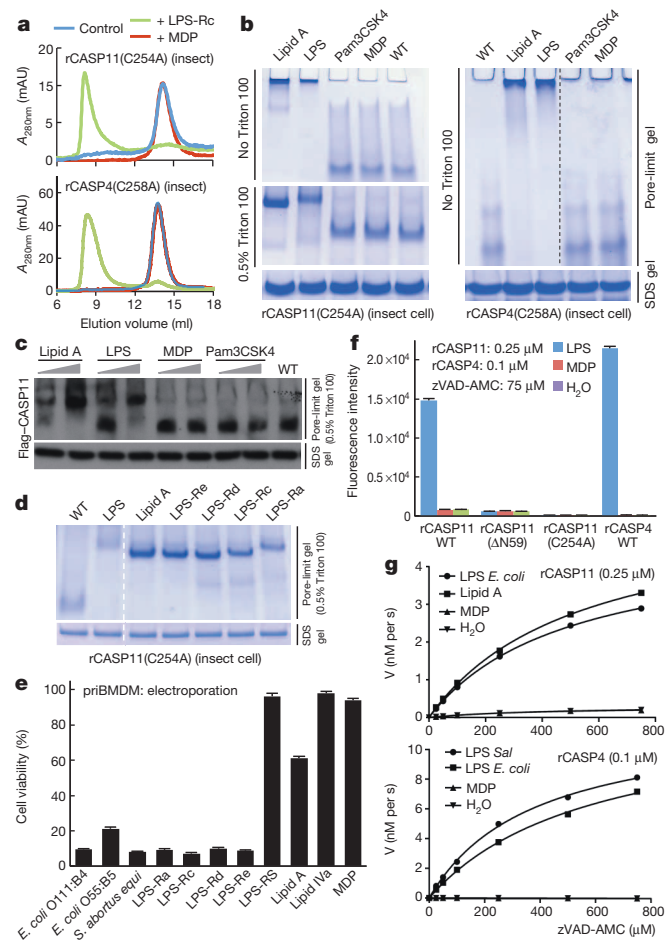 a
Control
+ LPS-Rc
+ MDP
rCASP11(C254A) (insect)
A280nm (mAU)
15
10
5
0
rCASP4(C258A) (insect)
A280nm (mAU)
60
40
20
0
6 9 12 15 18
Elution volume (ml)
b
Lipid A
LPS
Pam3CSK4
MDP
WT
No Triton 100
0.5% Triton 100
rCASP11(C254A) (insect cell)
WT
Lipid A
LPS
Pam3CSK4
MDP
No Triton 100
Pore-limit gel
SDS gel
rCASP4(C258A) (insect cell)
c
Lipid A LPS MDP Pam3CSK4 WT
Flag–CASP11
Pore-limit gel (0.5% Triton 100)
SDS gel
d
WT
LPS
Lipid A
LPS-Re
LPS-Rd
LPS-Rc
LPS-Ra
Pore-limit gel (0.5% Triton 100)
SDS gel
rCASP11(C254A) (insect cell)
e
priBMDM: electroporation
Cell viability (%)
100
80
60
40
20
0
E. coli O111:B4
E. coli O55:B5
S. abortus equi
LPS-Ra
LPS-Rc
LPS-Rd
LPS-Re
LPS-RS
Lipid A
Lipid IVa
MDP
f
rCASP11: 0.25 μM
rCASP4: 0.1 μM
zVAD-AMC: 75 μM
LPS
MDP
H2O
Fluorescence intensity
2.0×10⁴
1.5×10⁴
1.0×10⁴
0.5×10⁴
0
rCASP11 WT
rCASP11 (ΔN59)
rCASP11 (C254A)
rCASP4 WT
g
LPS E. coli
Lipid A
MDP
H2O
rCASP11 (0.25 μM)
V (nM per s)
4
3
2
1
0
0 200 400 600 800
LPS Sal
LPS E. coli
MDP
H2O
rCASP4 (0.1 μM)
V (nM per s)
10
8
6
4
2
0
0 200 400 600 800
zVAD-AMC (μM)